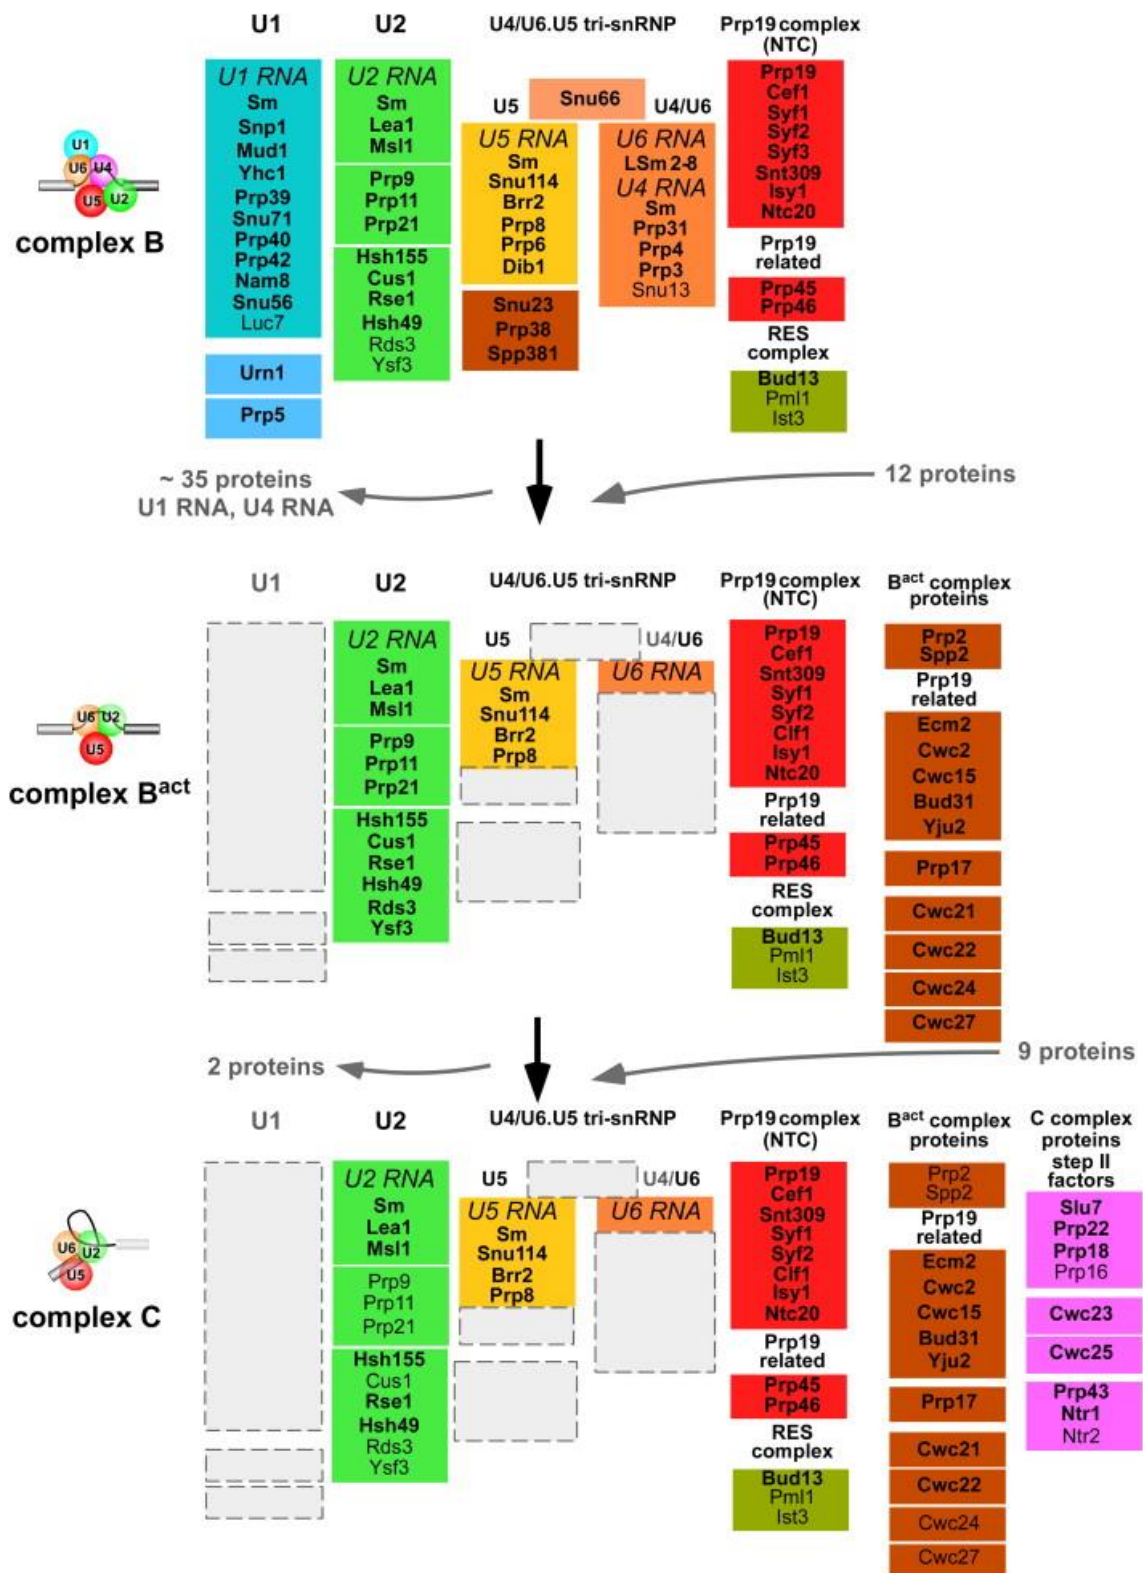 U1
U2
U4/U6.U5 tri-snRNP
Prp19 complex
(NTC)
U1 RNA
Sm
Snp1
Mud1
Yhc1
Prp39
Snu71
Prp40
Prp42
Nam8
Snu56
Luc7
Urn1
Prp5
U2 RNA
Sm
Lea1
Msl1
Prp9
Prp11
Prp21
Hsh155
Cus1
Rse1
Hsh49
Rds3
Ysf3
U5
Snu66
U4/U6
U5 RNA
Sm
Snu114
Brr2
Prp8
Prp6
Dib1
Snu23
Prp38
Spp381
U6 RNA
LSm 2-8
U4 RNA
Sm
Prp31
Prp4
Prp3
Snu13
Prp19
Cef1
Syf1
Syf2
Syf3
Snt309
Isy1
Ntc20
Prp19
related
Prp45
Prp46
RES
complex
Bud13
Pml1
Ist3
U1
U6
U4
U5
U2
complex B
~ 35 proteins
U1 RNA, U4 RNA
12 proteins
U1
U2
U4/U6.U5 tri-snRNP
Prp19 complex
(NTC)
Bact complex
proteins
U2 RNA
Sm
Lea1
Msl1
Prp9
Prp11
Prp21
Hsh155
Cus1
Rse1
Hsh49
Rds3
Ysf3
U5
U4/U6
U5 RNA
Sm
Snu114
Brr2
Prp8
U6 RNA
Prp19
Cef1
Snt309
Syf1
Syf2
Clf1
Isy1
Ntc20
Prp19
related
Prp45
Prp46
RES
complex
Bud13
Pml1
Ist3
Prp2
Spp2
Prp19
related
Ecm2
Cwc2
Cwc15
Bud31
Yju2
Prp17
Cwc21
Cwc22
Cwc24
Cwc27
U6
U2
U5
complex Bact
2 proteins
9 proteins
U1
U2
U4/U6.U5 tri-snRNP
Prp19 complex
(NTC)
Bact complex
proteins
C complex
proteins
step II
factors
U2 RNA
Sm
Lea1
Msl1
Prp9
Prp11
Prp21
Hsh155
Cus1
Rse1
Hsh49
Rds3
Ysf3
U5
U4/U6
U5 RNA
Sm
Snu114
Brr2
Prp8
U6 RNA
Prp19
Cef1
Snt309
Syf1
Syf2
Clf1
Isy1
Ntc20
Prp19
related
Prp45
Prp46
RES
complex
Bud13
Pml1
Ist3
Prp2
Spp2
Prp19
related
Ecm2
Cwc2
Cwc15
Bud31
Yju2
Prp17
Cwc21
Cwc22
Cwc24
Cwc27
Slu7
Prp22
Prp18
Prp16
Cwc23
Cwc25
Prp43
Ntr1
Ntr2
U6
U2
U5
complex C